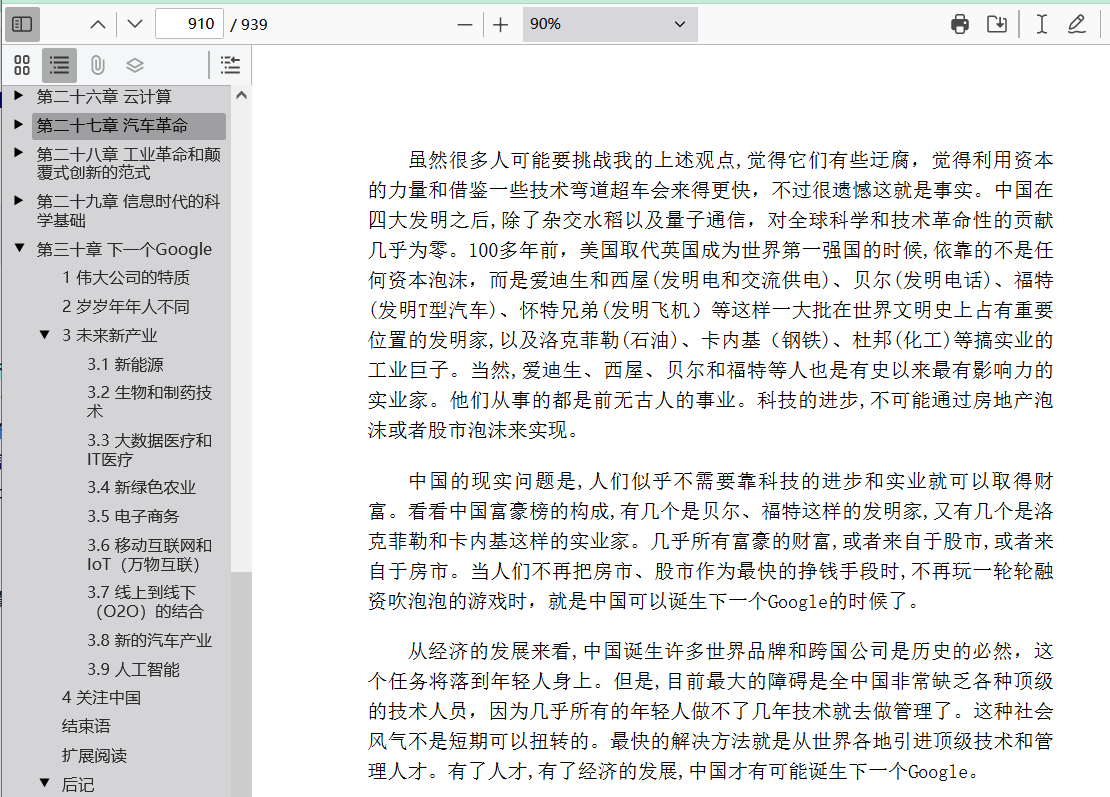 910 / 939
90%
第二十六章 云计算
第二十七章 汽车革命
第二十八章 工业革命和颠
覆式创新的范式
第二十九章 信息时代的科
学基础
第三十章 下一个Google
1 伟大公司的特质
2 岁岁年年人不同
3 未来新产业
3.1 新能源
3.2 生物和制药技
术
3.3 大数据医疗和
IT医疗
3.4 新绿色农业
3.5 电子商务
3.6 移动互联网和
IoT（万物互联）
3.7 线上到线下
（O2O）的结合
3.8 新的汽车产业
3.9 人工智能
4 关注中国
结束语
扩展阅读
后记
虽然很多人可能要挑战我的上述观点,觉得它们有些迂腐，觉得利用资本
的力量和借鉴一些技术弯道超车会来得更快，不过很遗憾这就是事实。中国在
四大发明之后,除了杂交水稻以及量子通信，对全球科学和技术革命性的贡献
几乎为零。100多年前，美国取代英国成为世界第一强国的时候,依靠的不是任
何资本泡沫，而是爱迪生和西屋(发明电和交流供电)、贝尔(发明电话)、福特
(发明T型汽车)、怀特兄弟(发明飞机）等这样一大批在世界文明史上占有重要
位置的发明家,以及洛克菲勒(石油)、卡内基（钢铁)、杜邦(化工)等搞实业的
工业巨子。当然,爱迪生、西屋、贝尔和福特等人也是有史以来最有影响力的
实业家。他们从事的都是前无古人的事业。科技的进步,不可能通过房地产泡
沫或者股市泡沫来实现。
中国的现实问题是,人们似乎不需要靠科技的进步和实业就可以取得财
富。看看中国富豪榜的构成,有几个是贝尔、福特这样的发明家,又有几个是洛
克菲勒和卡内基这样的实业家。几乎所有富豪的财富,或者来自于股市,或者来
自于房市。当人们不再把房市、股市作为最快的挣钱手段时,不再玩一轮轮融
资吹泡泡的游戏时，就是中国可以诞生下一个Google的时候了。
从经济的发展来看,中国诞生许多世界品牌和跨国公司是历史的必然，这
个任务将落到年轻人身上。但是,目前最大的障碍是全中国非常缺乏各种顶级
的技术人员，因为几乎所有的年轻人做不了几年技术就去做管理了。这种社会
风气不是短期可以扭转的。最快的解决方法就是从世界各地引进顶级技术和管
理人才。有了人才,有了经济的发展,中国才有可能诞生下一个Google。